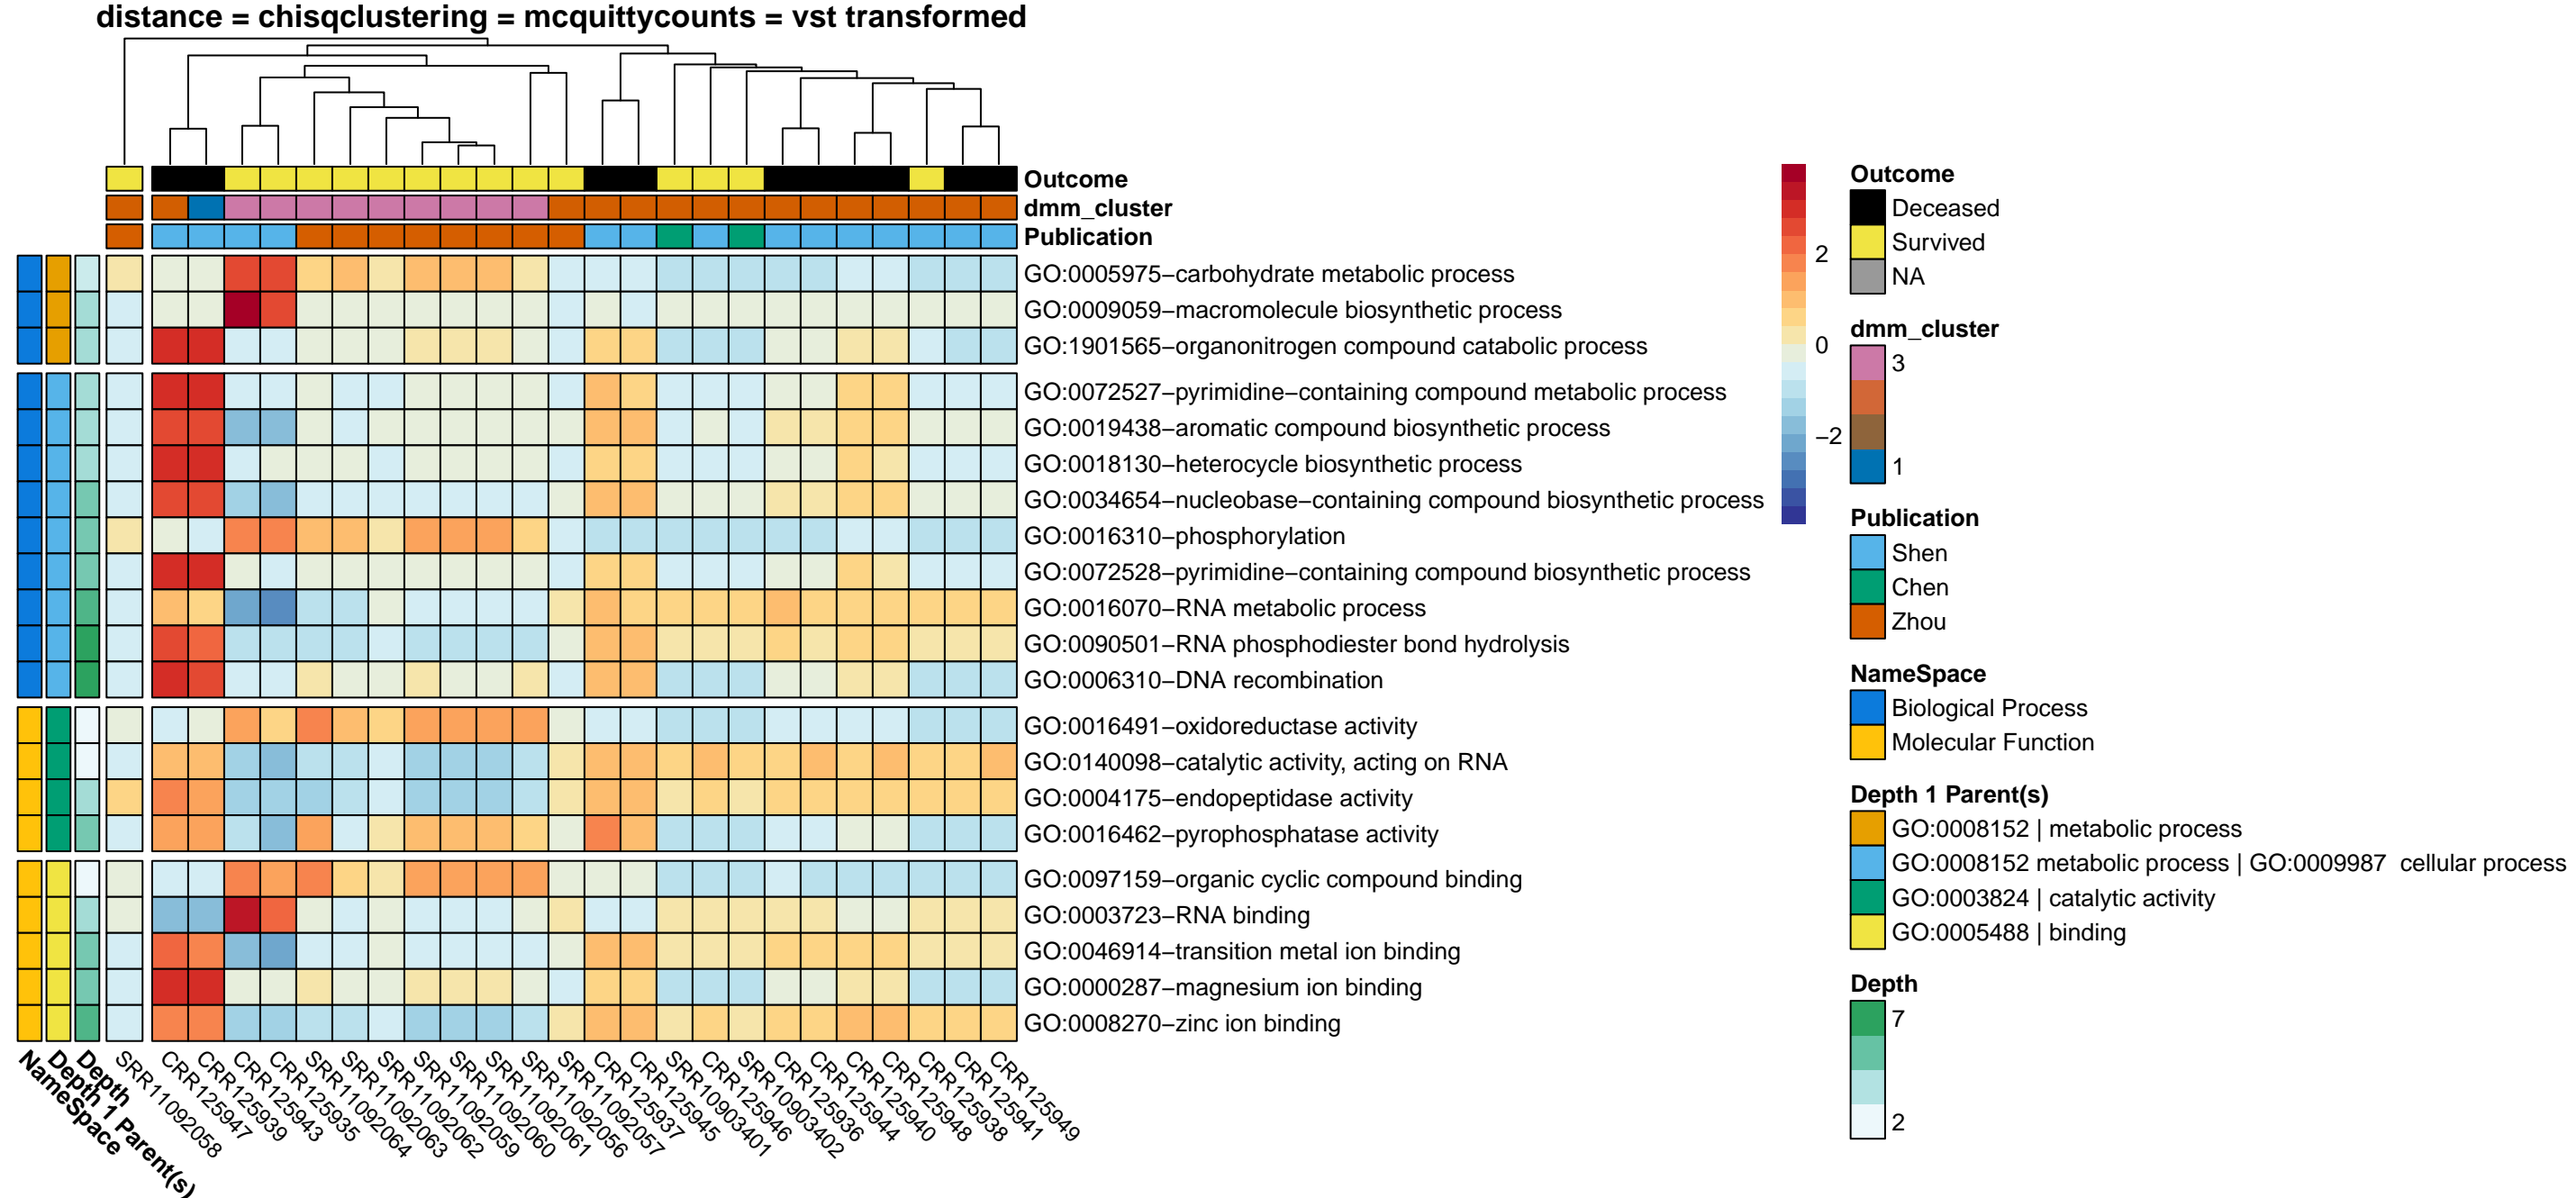 distance = chisqclustering = mcquittycounts = vst transformed
Outcome
dmm_cluster
Publication
GO:0005975−carbohydrate metabolic process
GO:0009059−macromolecule biosynthetic process
GO:1901565−organonitrogen compound catabolic process
GO:0072527−pyrimidine−containing compound metabolic process
GO:0019438−aromatic compound biosynthetic process
GO:0018130−heterocycle biosynthetic process
GO:0034654−nucleobase−containing compound biosynthetic process
GO:0016310−phosphorylation
GO:0072528−pyrimidine−containing compound biosynthetic process
GO:0016070−RNA metabolic process
GO:0090501−RNA phosphodiester bond hydrolysis
GO:0006310−DNA recombination
GO:0016491−oxidoreductase activity
GO:0140098−catalytic activity, acting on RNA
GO:0004175−endopeptidase activity
GO:0016462−pyrophosphatase activity
GO:0097159−organic cyclic compound binding
GO:0003723−RNA binding
GO:0046914−transition metal ion binding
GO:0000287−magnesium ion binding
GO:0008270−zinc ion binding
NameSpace
Depth 1 Parent(s)
Depth
SRR11092058
CRR125947
CRR125939
CRR125943
CRR125935
SRR11092064
SRR11092063
SRR11092062
SRR11092059
SRR11092060
SRR11092061
SRR11092056
SRR11092057
CRR125937
CRR125945
SRR10903401
CRR125946
SRR10903402
CRR125936
CRR125944
CRR125940
CRR125948
CRR125938
CRR125941
CRR125949
2
0
−2
Outcome
Deceased
Survived
NA
dmm_cluster
3
1
Publication
Shen
Chen
Zhou
NameSpace
Biological Process
Molecular Function
Depth 1 Parent(s)
GO:0008152 | metabolic process
GO:0008152 metabolic process | GO:0009987  cellular process
GO:0003824 | catalytic activity
GO:0005488 | binding
Depth
7
2